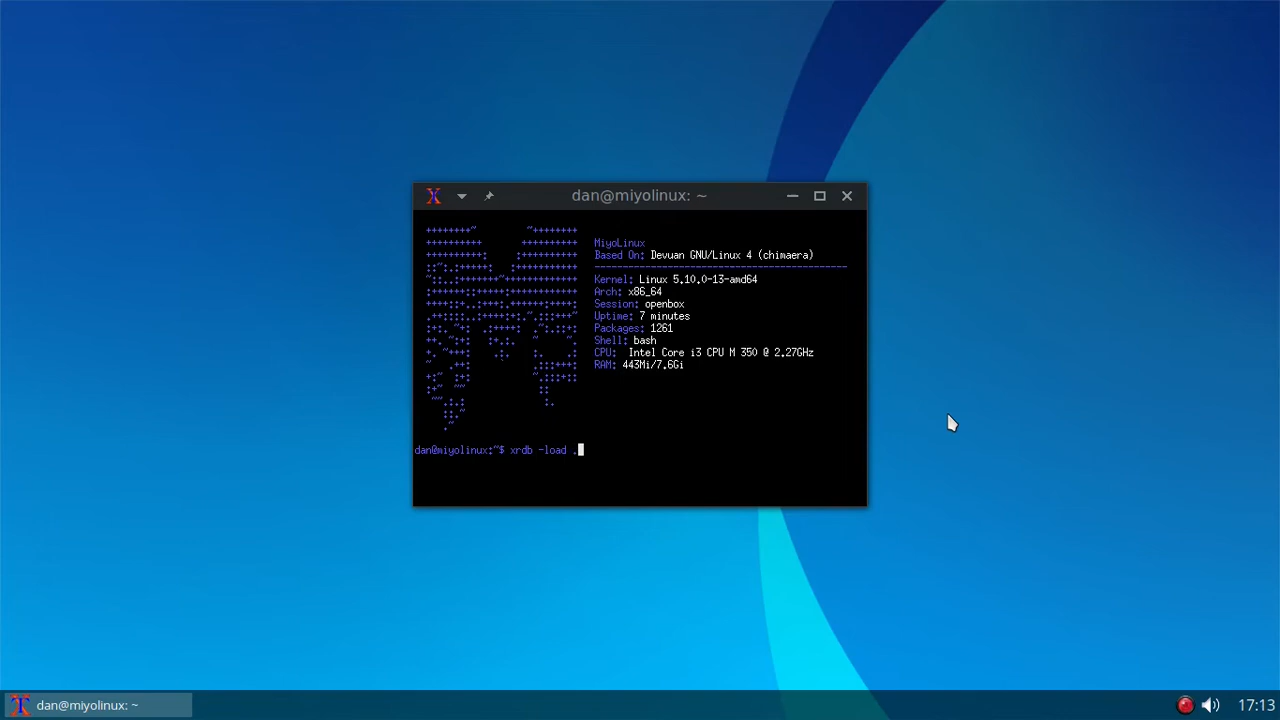 dan@miyolinux: ~
MiyoLinux
Based On: Devuan GNU/Linux 4 (chimaera)
Kernel: Linux 5.10.0-13-amd64
Arch: x86_64
Session: openbox
Uptime: 7 minutes
Packages: 1261
Shell: bash
CPU:  Intel Core i3 CPU M 350 @ 2.27GHz
RAM: 443Mi/7.6Gi
dan@miyolinux:~$ xrdb -load .
dan@miyolinux: ~
17:13